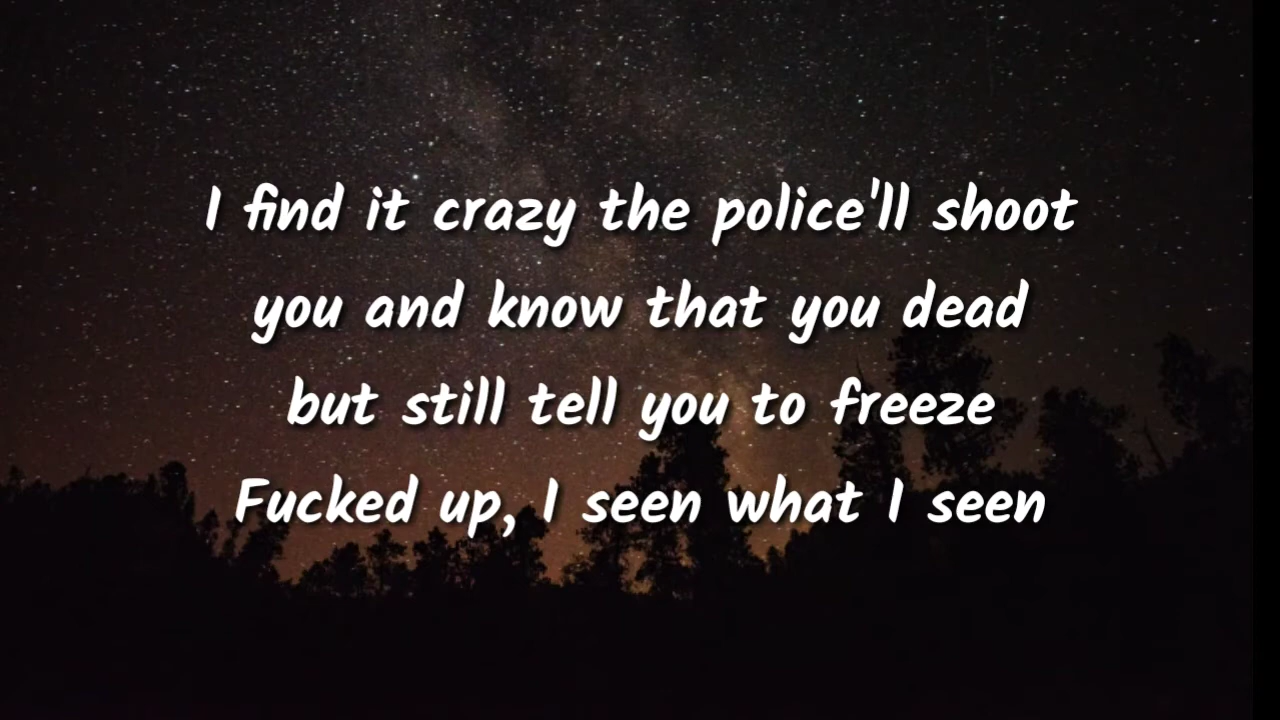 I find it crazy the police'll shoot
you and know that you dead
but still tell you to freeze
Fucked up, I seen what I seen